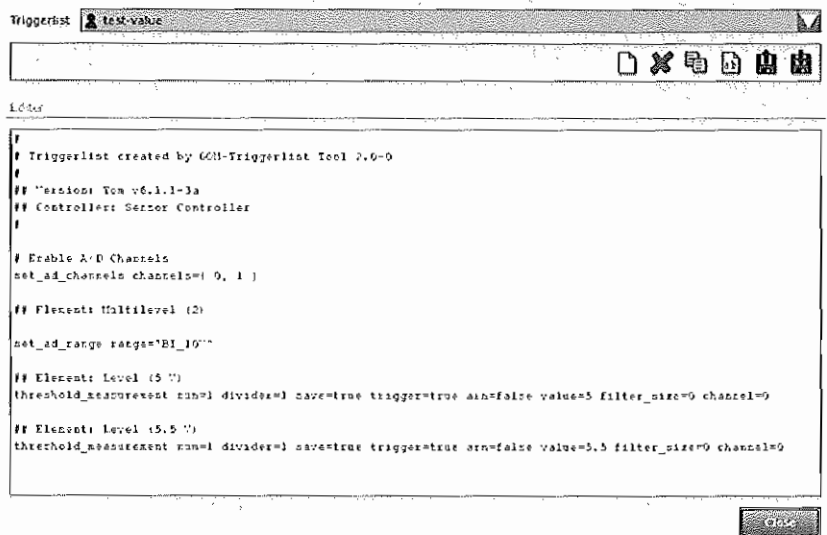 Triggerlist test-value
Editor
#
# Triggerlist created by GOM-Triggerlist Tool 2.0-0
#
## Version: Tom v6.1.1-3a
## Controller: Sensor Controller
#
# Enable A/D Channels
set_ad_channels channels=( 0, 1 )
## Element: Multilevel (2)
set_ad_range range="BI_10V"
## Element: Level (5 V)
threshold_measurement num=1 divider=1 save=true trigger=true arm=false value=5 filter_size=0 channel=0
## Element: Level (5.5 V)
threshold_measurement num=1 divider=1 save=true trigger=true arm=false value=5.5 filter_size=0 channel=0
Close